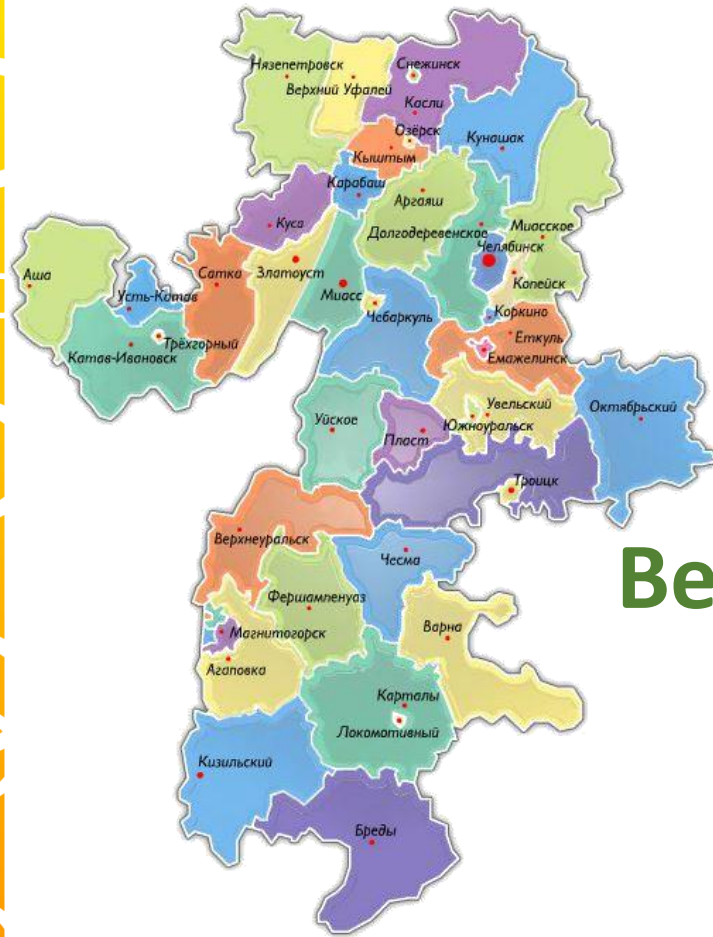 Нязепетровск
Снежинск
Верхний Уфалей
Касли
Озёрск
Кунашак
Кыштым
Карабаш
Аргаяш
Куса
Долгодеревенское
Миасское
Челябинск
Аша
Сатка
Златоуст
Копейск
Усть-Катав
Миасс
Чебаркуль
Коркино
Трёхгорный
Еткуль
Катав-Ивановск
Емажелинск
Увельский
Октябрьский
Уйское
Пласт
Южноуральск
Троицк
Верхнеуральск
Чесма
Ве
Фершампенуаз
Магнитогорск
Варна
Агаповка
Карталы
Локомотивный
Кизильский
Бреды